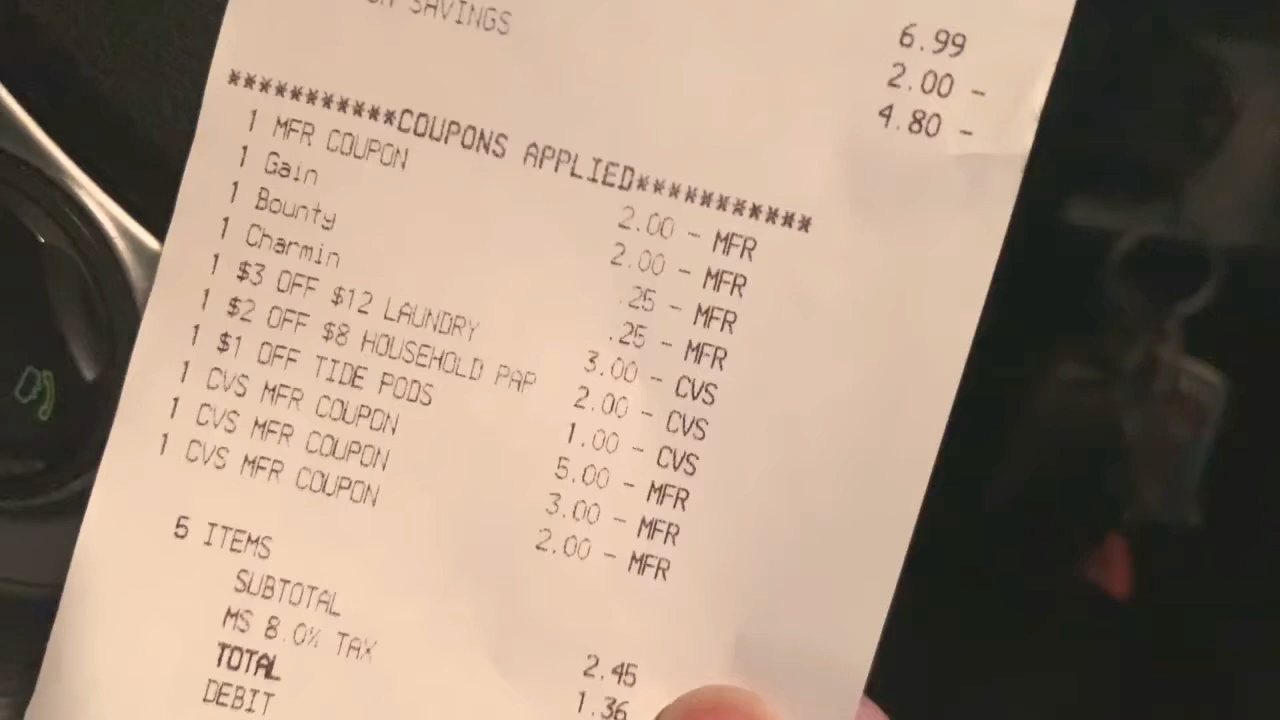 6.99
2.00 -
SAVINGS 4.80 -
***********COUPONS APPLIED***********
1 MFR COUPON 2.00 - MFR
1 Gain 2.00 - MFR
1 Bounty .25 - MFR
1 Charmin .25 - MFR
1 $3 OFF $12 LAUNDRY 3.00 - CVS
1 $2 OFF $8 HOUSEHOLD PAP 2.00 - CVS
1 $1 OFF TIDE PODS 1.00 - CVS
1 CVS MFR COUPON 5.00 - MFR
1 CVS MFR COUPON 3.00 - MFR
1 CVS MFR COUPON 2.00 - MFR
5 ITEMS
SUBTOTAL 2.45
MS 8.0% TAX 1.36
TOTAL
DEBIT